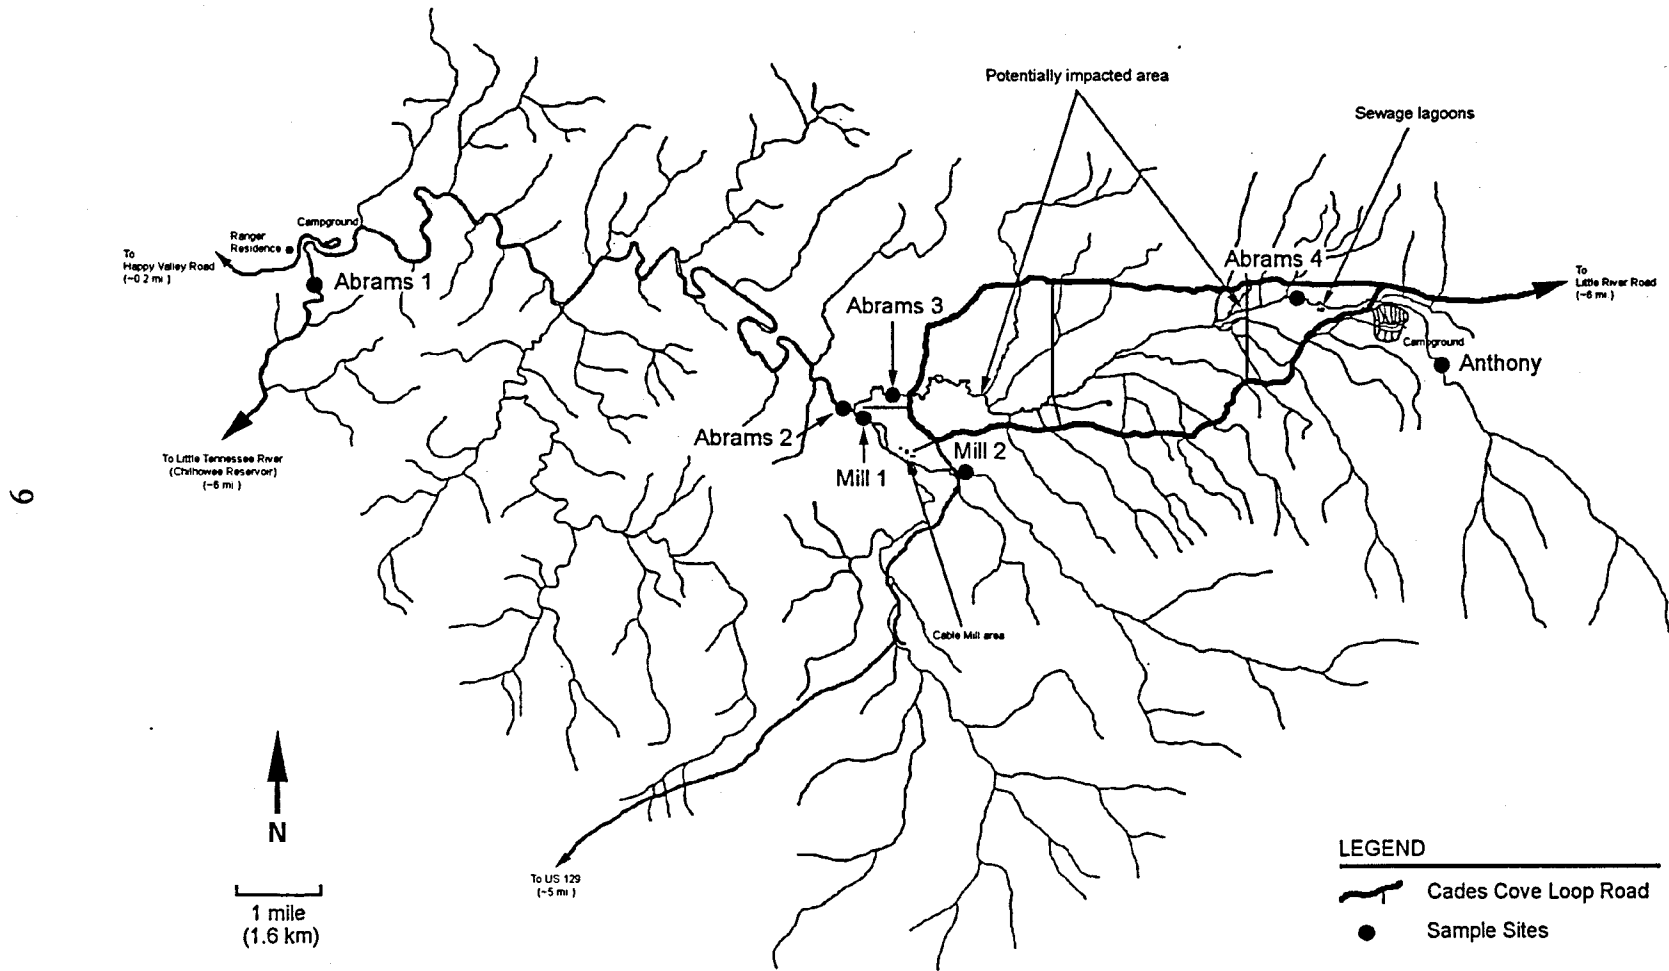 Potentially impacted area
Sewage lagoons
Campground
Ranger
Residence
To
Happy Valley Road
(~0.2 mi)
Abrams 1
Abrams 4
To
Little River Road
(~6 mi)
Abrams 3
Campground
Anthony
Abrams 2
Mill 2
Mill 1
To Little Tennessee River
(Chilhowee Reservoir)
(~6 mi)
6
Cable Mill area
N
To US 129
(~5 mi)
1 mile
(1.6 km)
LEGEND
Cades Cove Loop Road
Sample Sites